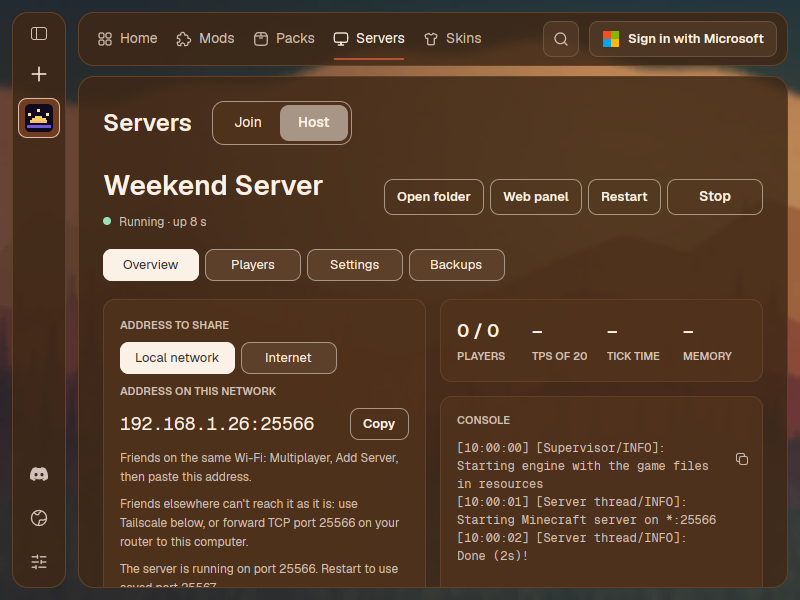 Home
Mods
Packs
Servers
Skins
Sign in with Microsoft
Servers
Join
Host
Weekend Server
Running · up 8 s
Open folder
Web panel
Restart
Stop
Overview
Players
Settings
Backups
ADDRESS TO SHARE
Local network
Internet
ADDRESS ON THIS NETWORK
192.168.1.26:25566
Copy
Friends on the same Wi-Fi: Multiplayer, Add Server,
then paste this address.
Friends elsewhere can't reach it as it is: use
Tailscale below, or forward TCP port 25566 on your
router to this computer.
The server is running on port 25566. Restart to use
saved port 25567.
0 / 0
PLAYERS
–
TPS OF 20
–
TICK TIME
–
MEMORY
CONSOLE
[10:00:00] [Supervisor/INFO]:
Starting engine with the game files
in resources
[10:00:01] [Server thread/INFO]:
Starting Minecraft server on *:25566
[10:00:02] [Server thread/INFO]:
Done (2s)!